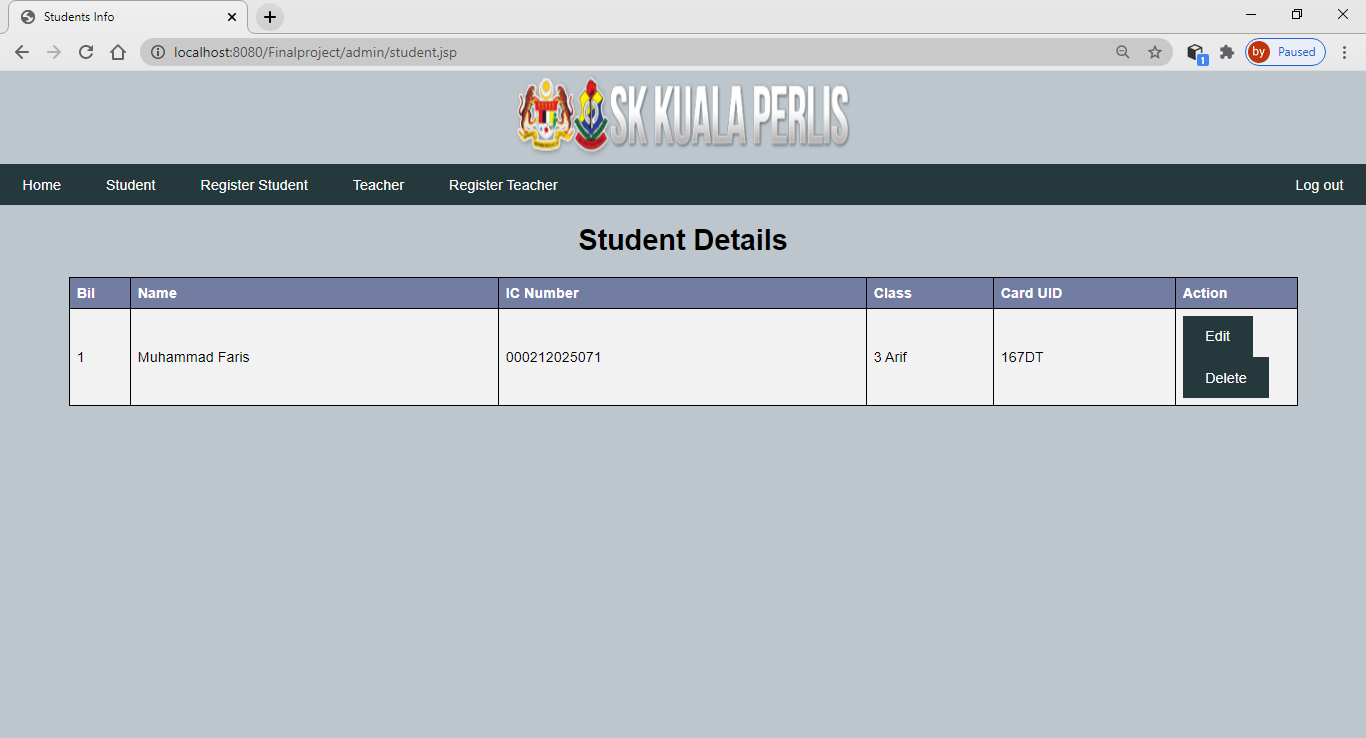 Students Info
localhost:8080/Finalproject/admin/student.jsp
1
by Paused
SK KUALA PERLIS
Home Student Register Student Teacher Register Teacher Log out
Student Details
Bil Name IC Number Class Card UID Action
1 Muhammad Faris 000212025071 3 Arif 167DT Edit
Delete